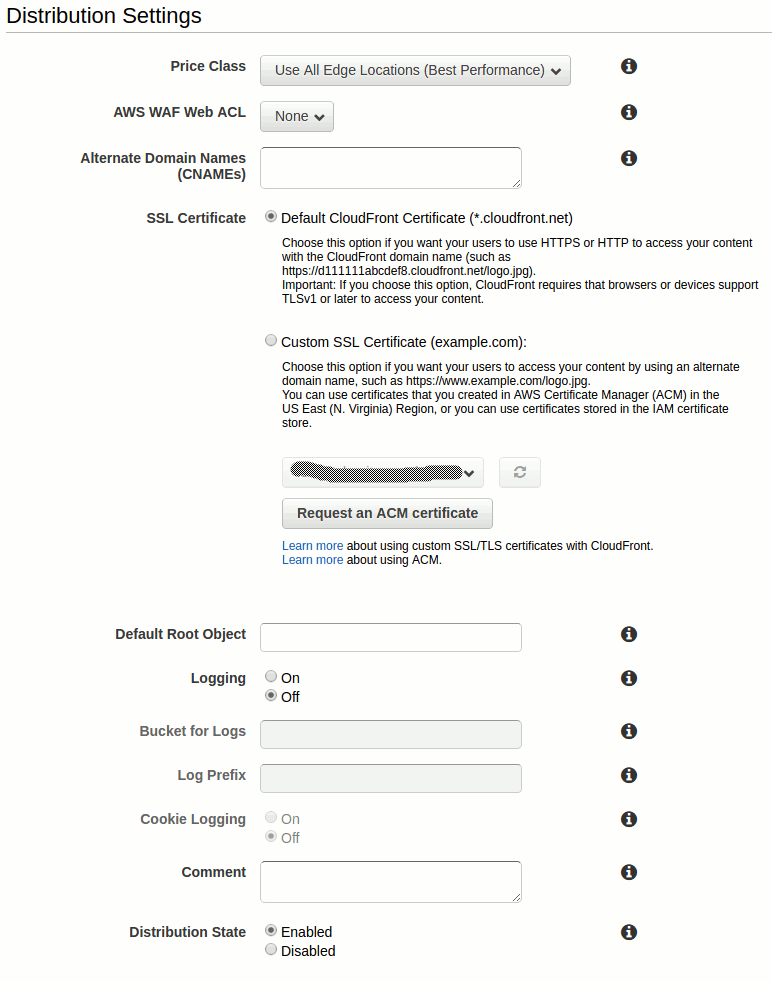 Distribution Settings
Price Class
Use All Edge Locations (Best Performance)
AWS WAF Web ACL
None
Alternate Domain Names
(CNAMEs)
SSL Certificate
Default CloudFront Certificate (*.cloudfront.net)
Choose this option if you want your users to use HTTPS or HTTP to access your content
with the CloudFront domain name (such as
https://d111111abcdef8.cloudfront.net/logo.jpg).
Important: If you choose this option, CloudFront requires that browsers or devices support
TLSv1 or later to access your content.
Custom SSL Certificate (example.com):
Choose this option if you want your users to access your content by using an alternate
domain name, such as https://www.example.com/logo.jpg.
You can use certificates that you created in AWS Certificate Manager (ACM) in the
US East (N. Virginia) Region, or you can use certificates stored in the IAM certificate
store.
Request an ACM certificate
Learn more about using custom SSL/TLS certificates with CloudFront.
Learn more about using ACM.
Default Root Object
Logging
On
Off
Bucket for Logs
Log Prefix
Cookie Logging
On
Off
Comment
Distribution State
Enabled
Disabled